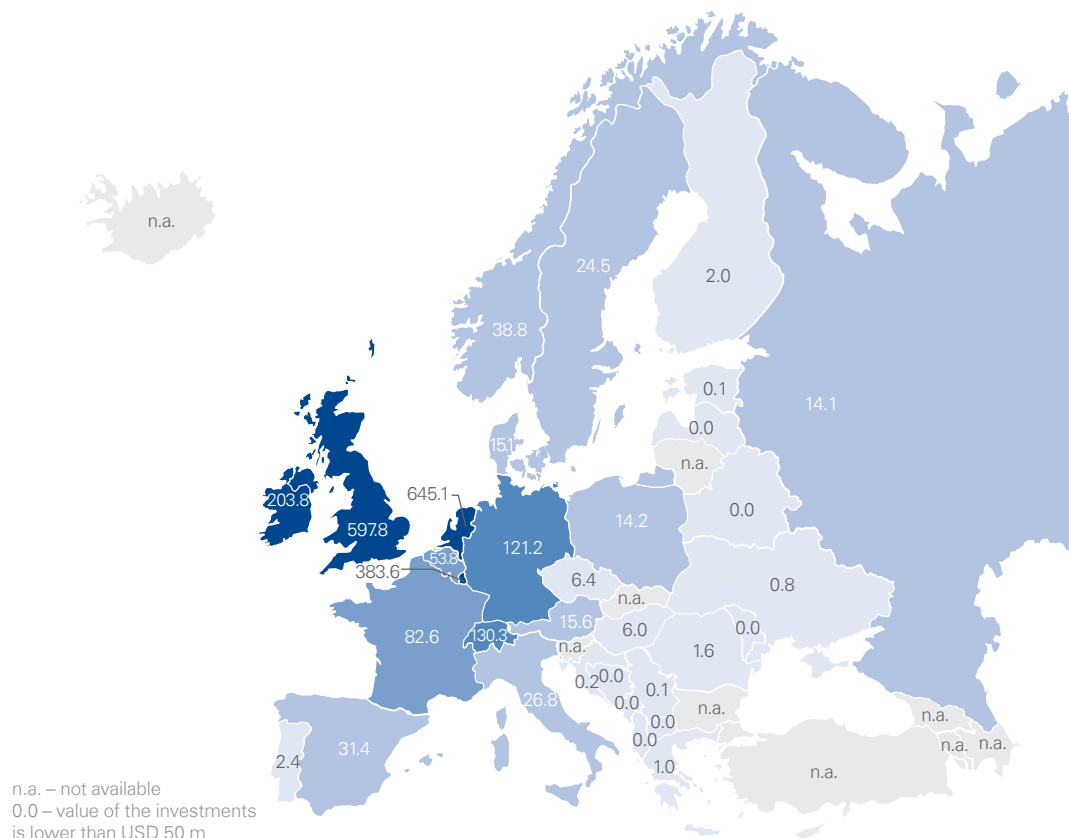 n.a.
24.5
2.0
38.8
0.1
14.1
0.0
15.1
n.a.
645.1
203.8
0.0
14.2
597.8
121.2
53.8
383.6
6.4
0.8
n.a.
15.6
0.0
6.0
130.3
82.6
n.a.
1.6
0.2
0.0
0.1
26.8
0.0
n.a.
n.a.
0.0
0.0
n.a.
n.a.
31.4
2.4
1.0
n.a.
n.a. – not available
0.0 – value of the investments
is lower than USD 50 m